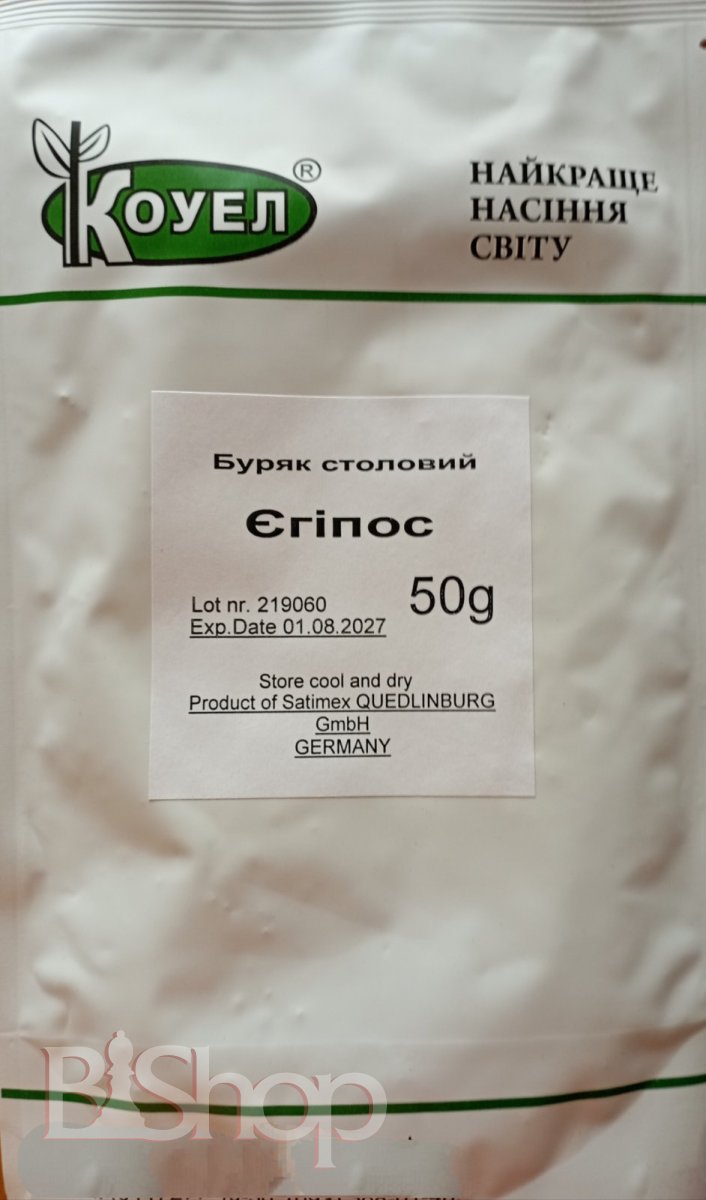 КОУЕЛ ®
НАЙКРАЩЕ
НАСІННЯ
СВІТУ
Буряк столовий
Єгіпос
Lot nr. 219060 50g
Exp.Date 01.08.2027
Store cool and dry
Product of Satimex QUEDLINBURG
GmbH
GERMANY
BiShop